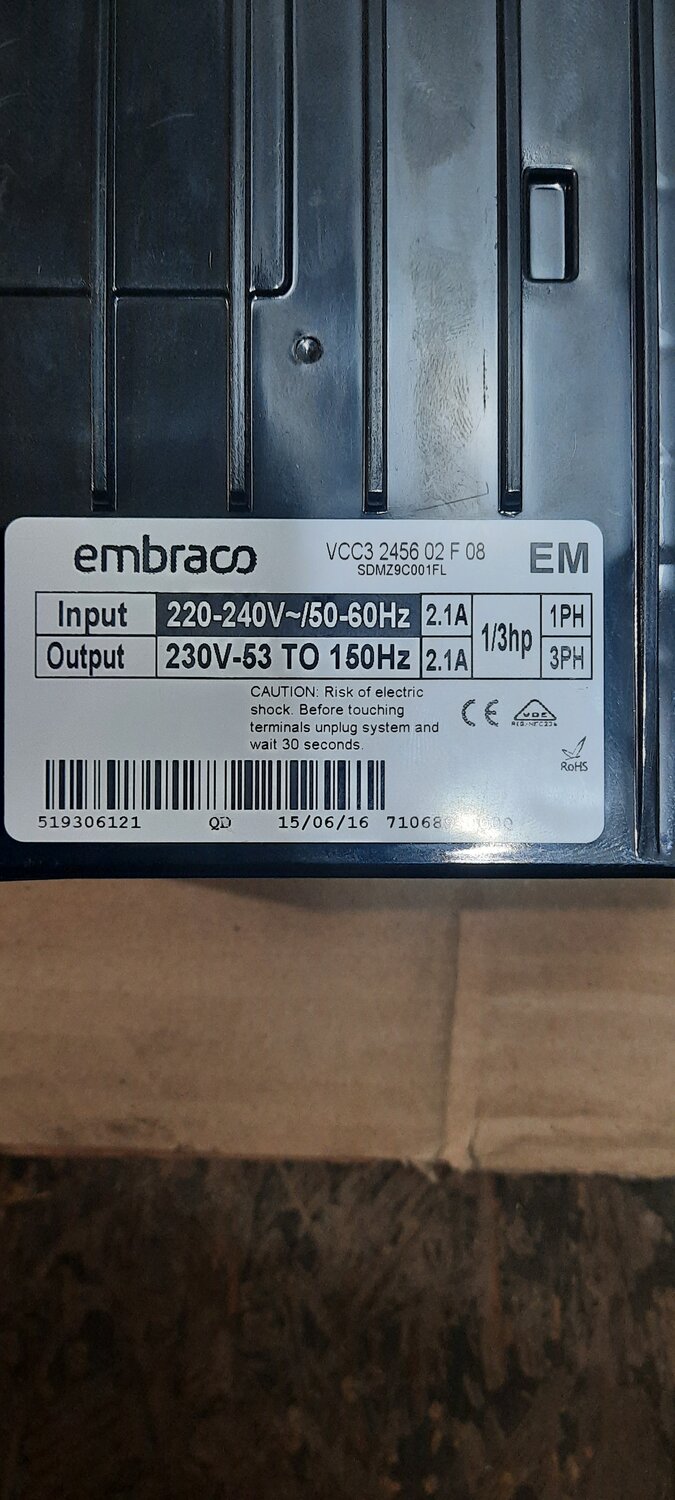 embraco
VCC3 2456 02 F 08
SDMZ9C001FL
EM
Input 220-240V~/50-60Hz 2.1A 1/3hp 1PH
Output 230V-53 TO 150Hz 2.1A 3PH
CAUTION: Risk of electric
shock. Before touching
terminals unplug system and
wait 30 seconds.
CE
VDE
RoHS
519306121 QD 15/06/16